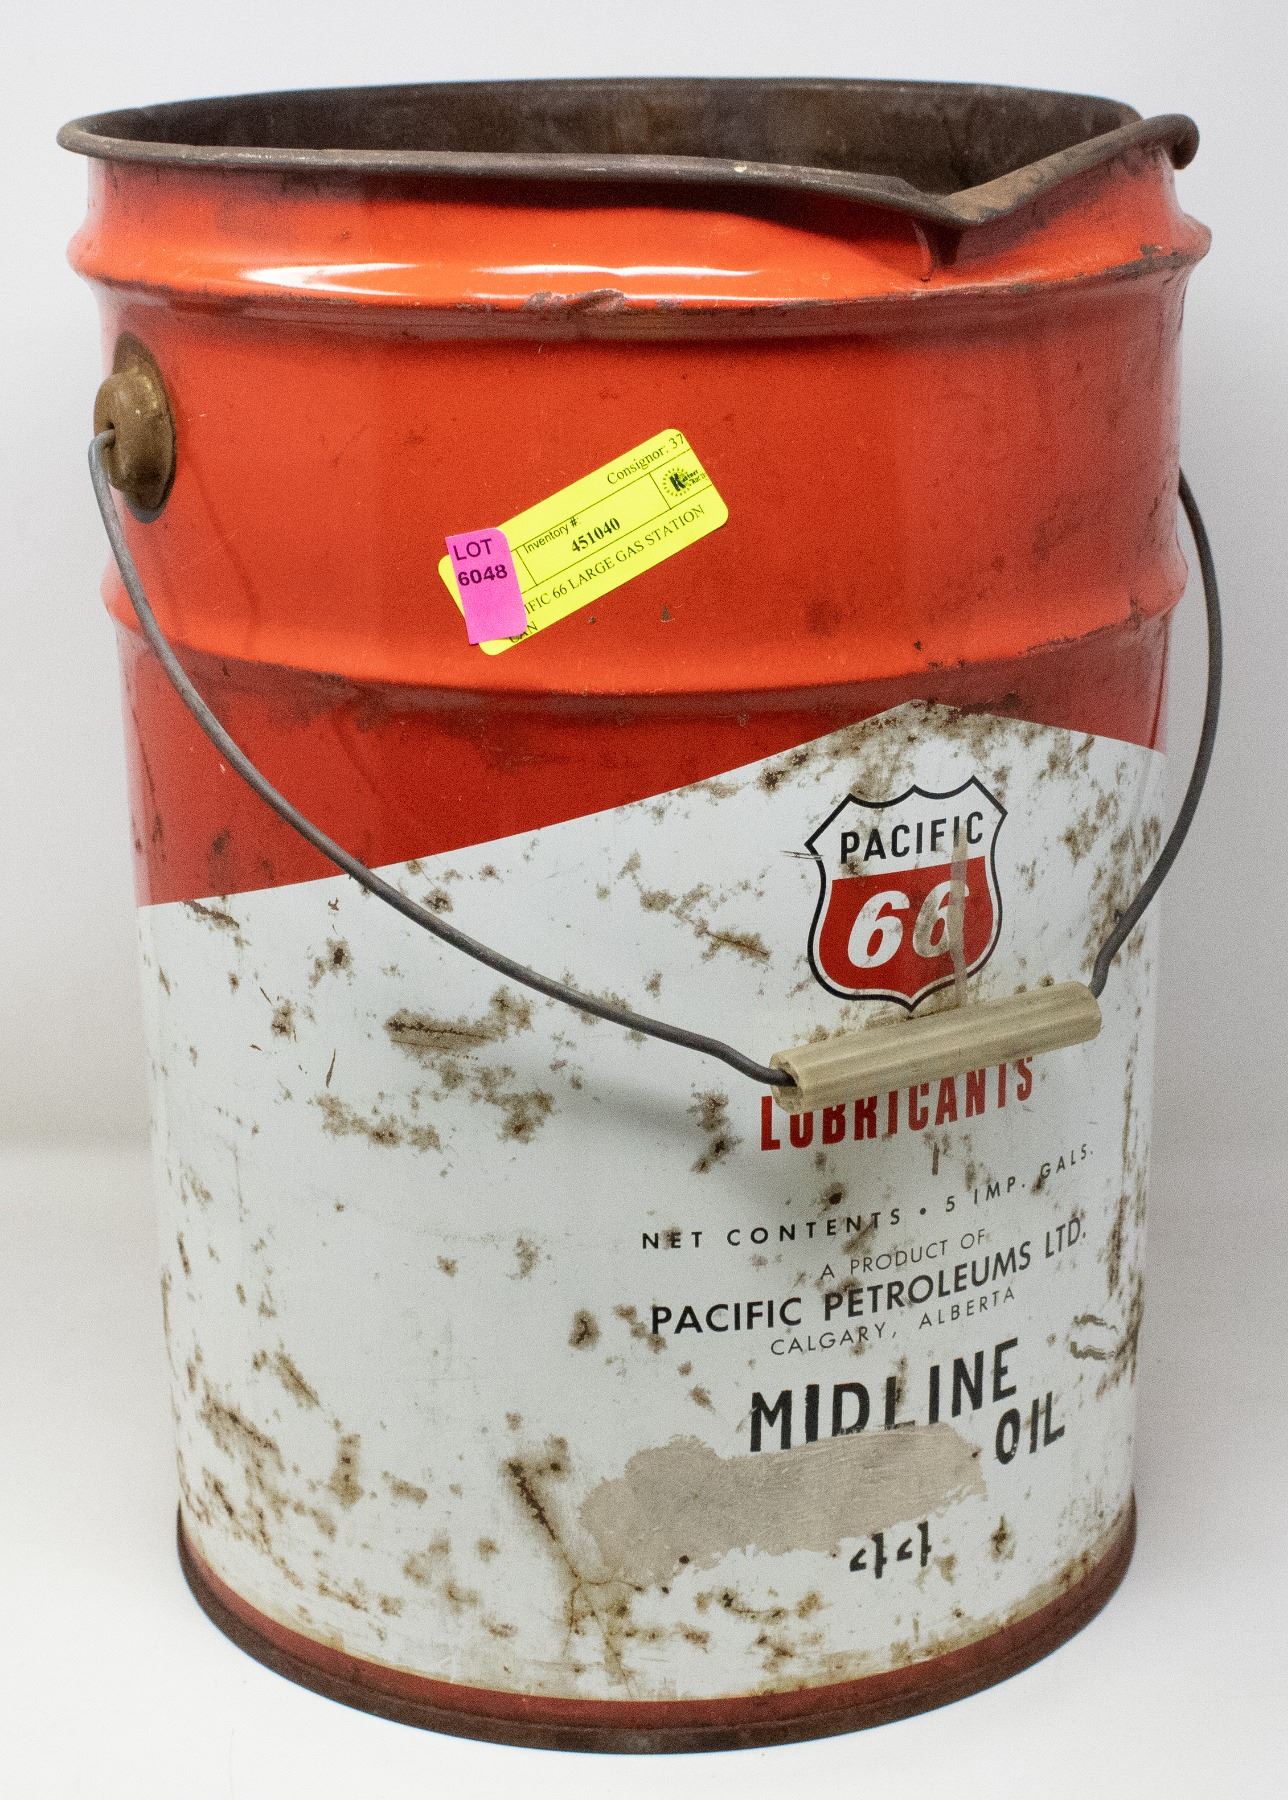 Consignor: 37
Inventory #:
451040
LOT
6048
IFIC 66 LARGE GAS STATION
CAN
PACIFIC
66
LUBRICANTS
NET CONTENTS • 5 IMP. GALS.
A PRODUCT OF
PACIFIC PETROLEUMS LTD.
CALGARY, ALBERTA
MIDLINE
OIL
44